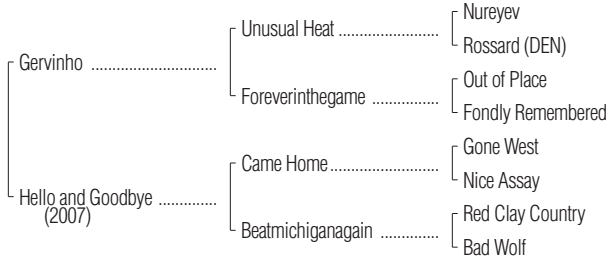 Nureyev
Unusual Heat ..................
Rossard (DEN)
Gervinho ......................
Out of Place
Foreverinthegame ............
Fondly Remembered
Gone West
Came Home....................
Nice Assay
Hello and Goodbye ..........
(2007)
Red Clay Country
Beatmichiganagain ...........
Bad Wolf